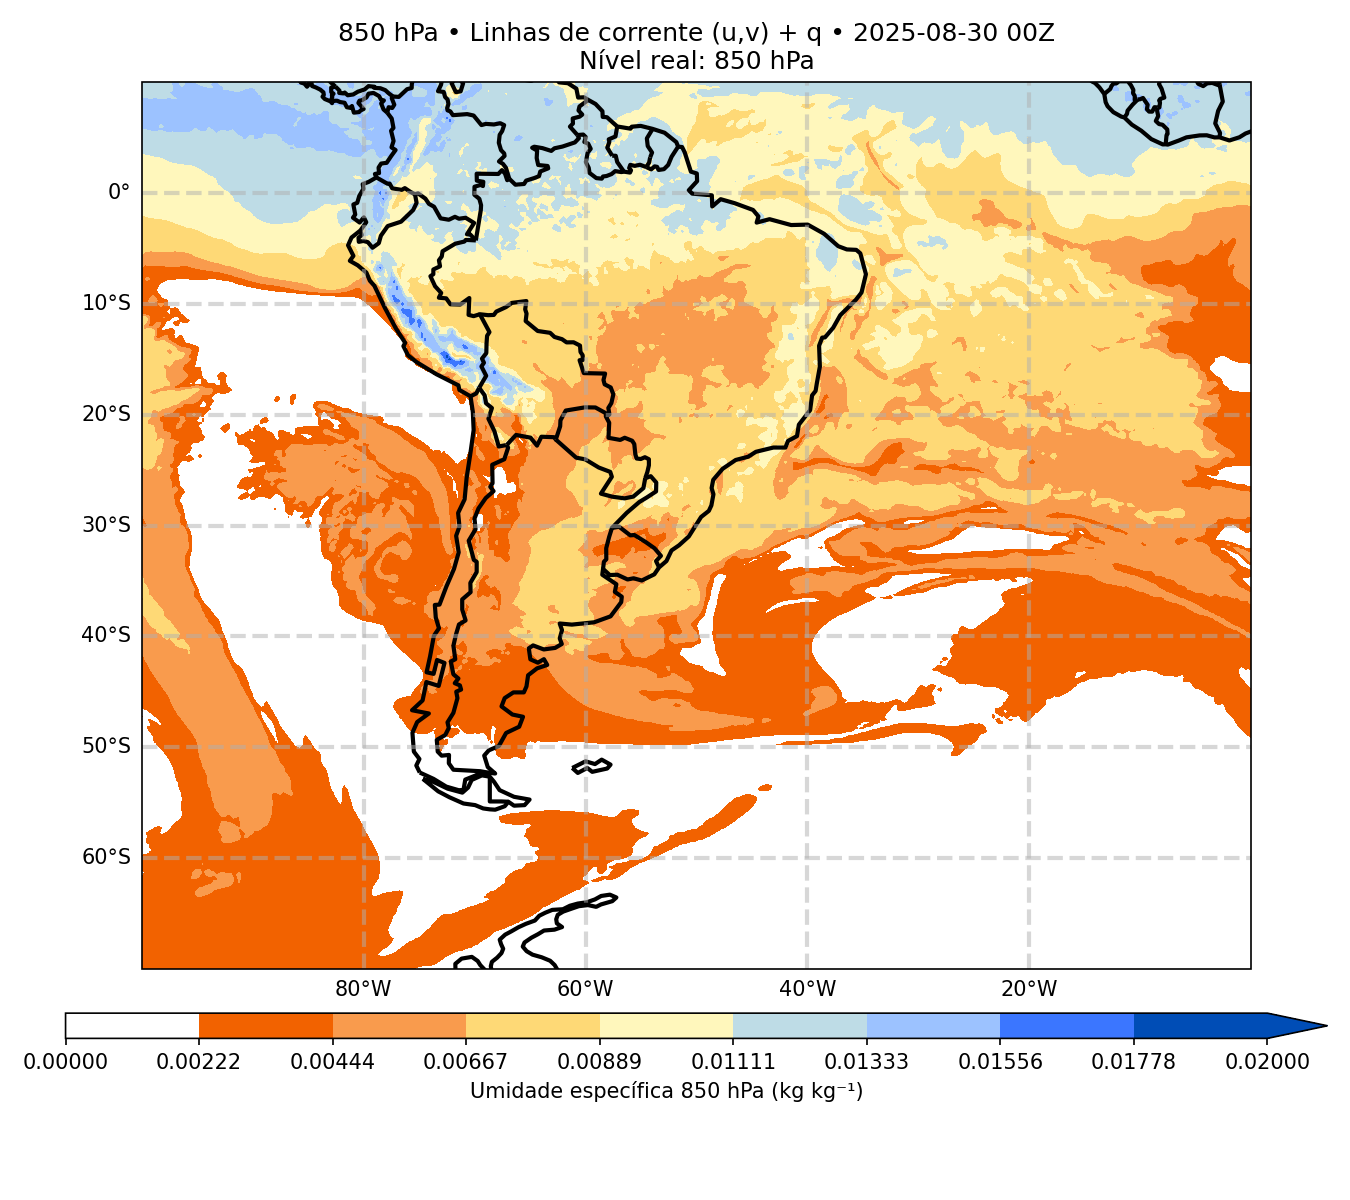 850 hPa • Linhas de corrente (u,v) + q • 2025-08-30 00Z
Nível real: 850 hPa
0°
10°S
20°S
30°S
40°S
50°S
60°S
80°W 60°W 40°W 20°W
0.00000 0.00222 0.00444 0.00667 0.00889 0.01111 0.01333 0.01556 0.01778 0.02000
Umidade específica 850 hPa (kg kg⁻¹)